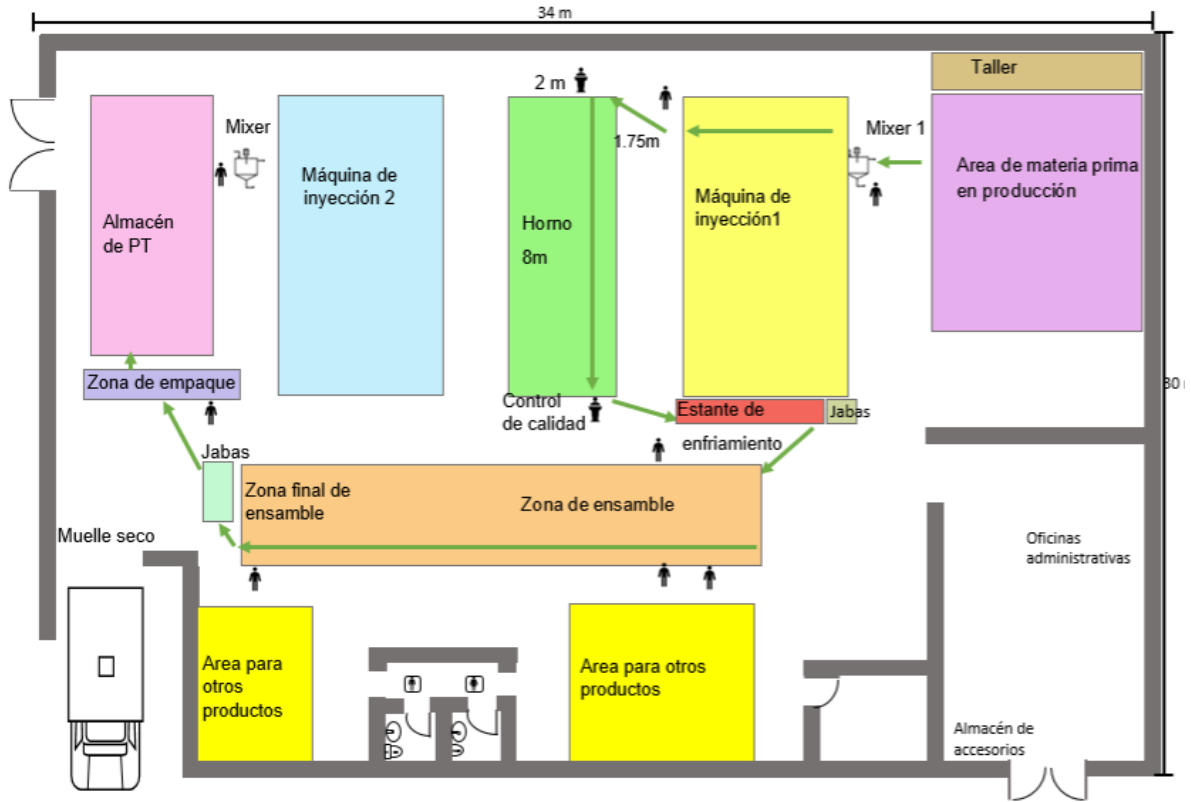 34 m
Taller
2 m
Mixer
1.75m
Mixer 1
Area de materia prima
en producción
Máquina de
inyección 2
Máquina de
inyección1
Almacén
de PT
Horno
8m
Zona de empaque
Control
de calidad
Estante de
enfriamiento
Jabas
Jabas
Zona final de
ensamble
Zona de ensamble
Muelle seco
Oficinas
administrativas
Area para
otros
productos
Area para otros
productos
Almacén de
accesorios